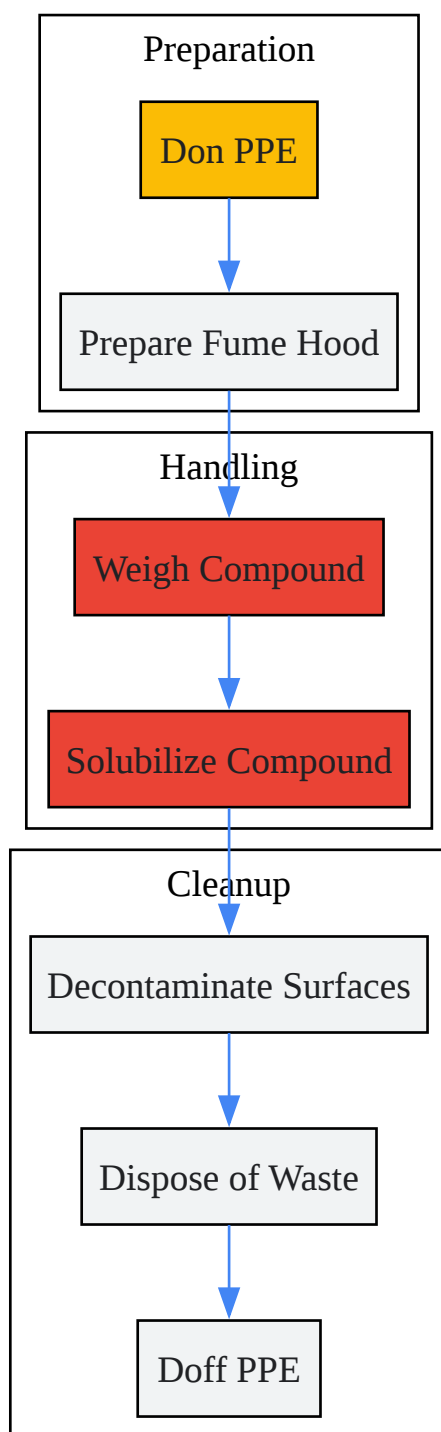 Preparation
Don PPE
Prepare Fume Hood
Handling
Weigh Compound
Solubilize Compound
Cleanup
Decontaminate Surfaces
Dispose of Waste
Doff PPE